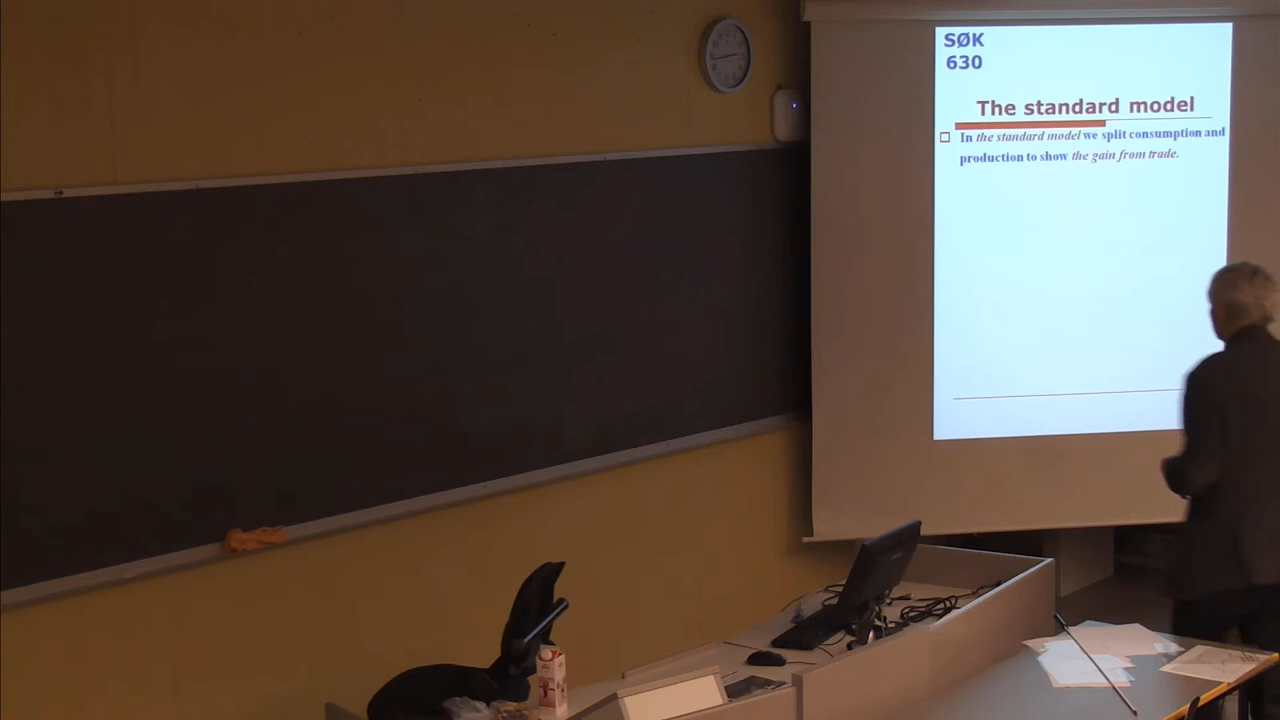 SØK
630
The standard model
In the standard model we split consumption and
production to show the gain from trade.